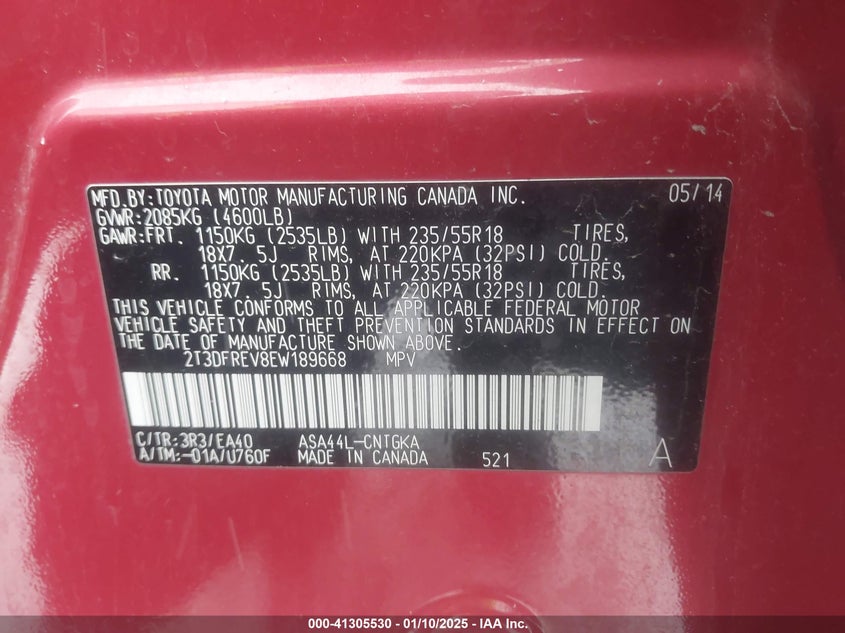 MFD.BY:TOYOTA MOTOR MANUFACTURING CANADA INC. 05/14
GVWR:2085KG (4600LB)
GAWR:FRT. 1150KG (2535LB) WITH 235/55R18 TIRES,
18X7.5J RIMS, AT 220KPA (32PSI) COLD.
RR. 1150KG (2535LB) WITH 235/55R18 TIRES,
18X7.5J RIMS, AT 220KPA (32PSI) COLD.
THIS VEHICLE CONFORMS TO ALL APPLICABLE FEDERAL MOTOR
VEHICLE SAFETY AND THEFT PREVENTION STANDARDS IN EFFECT ON
THE DATE OF MANUFACTURE SHOWN ABOVE.
2T3DFREV8EW189668 MPV
C/TR:3R3/EA40 ASA44L-CNTGKA
A/TM:-01A/U760F MADE IN CANADA 521 A
000-41305530 - 01/10/2025 - IAA Inc.